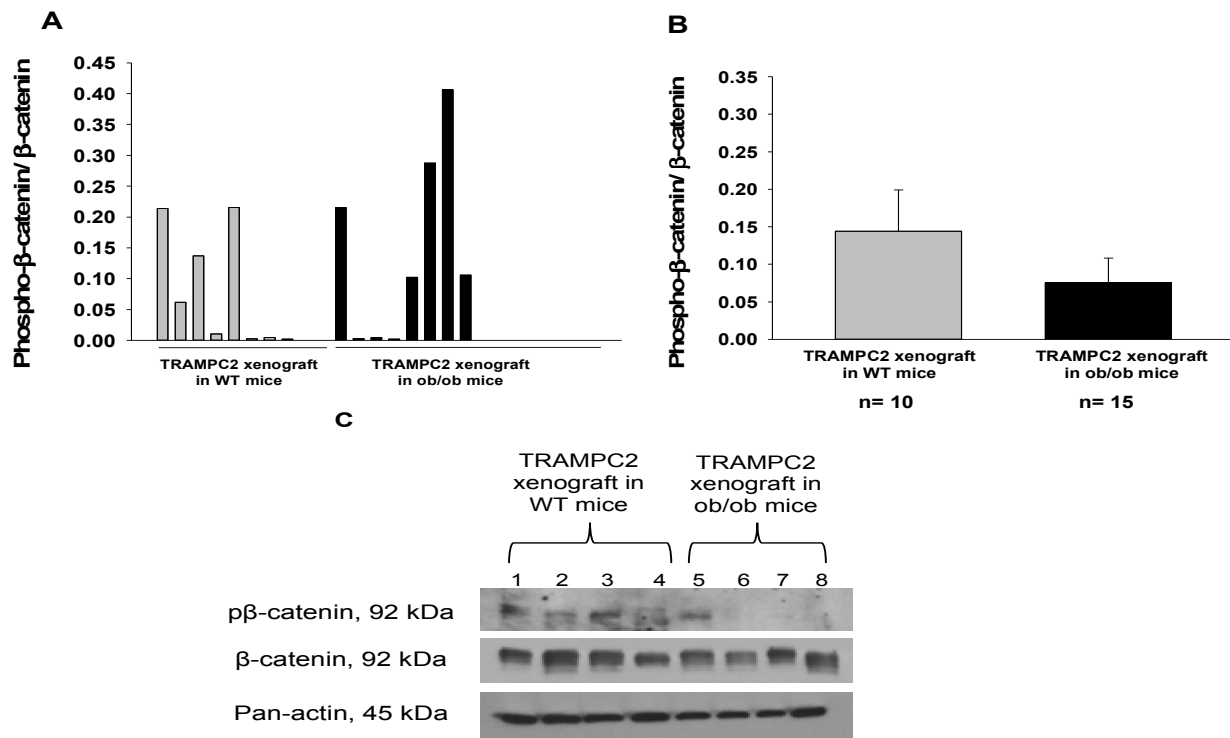 A
Phospho-β-catenin/ β-catenin
0.45
0.40
0.35
0.30
0.25
0.20
0.15
0.10
0.05
0.00
TRAMPC2 xenograft
in WT mice
TRAMPC2 xenograft
in ob/ob mice
B
Phospho-β-catenin/ β-catenin
0.35
0.30
0.25
0.20
0.15
0.10
0.05
0.00
TRAMPC2 xenograft
in WT mice
n= 10
TRAMPC2 xenograft
in ob/ob mice
n= 15
C
TRAMPC2
xenograft in
WT mice
TRAMPC2
xenograft in
ob/ob mice
1 2 3 4 5 6 7 8
pβ-catenin, 92 kDa
β-catenin, 92 kDa
Pan-actin, 45 kDa